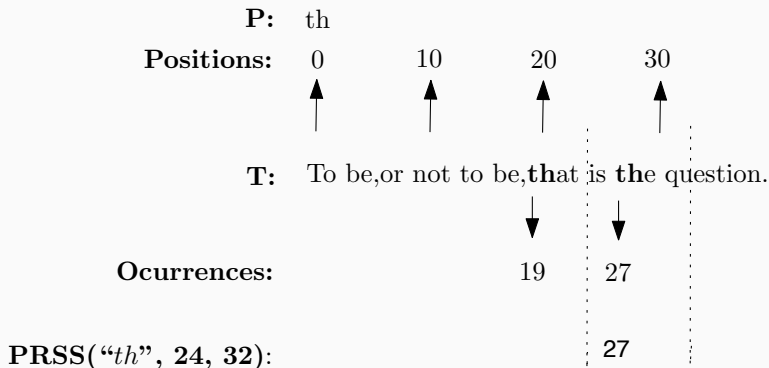 P: th
Positions: 0 10 20 30
T: To be,or not to be,that is the question.
Ocurrences: 19 27
PRSS(“th”, 24, 32): 27